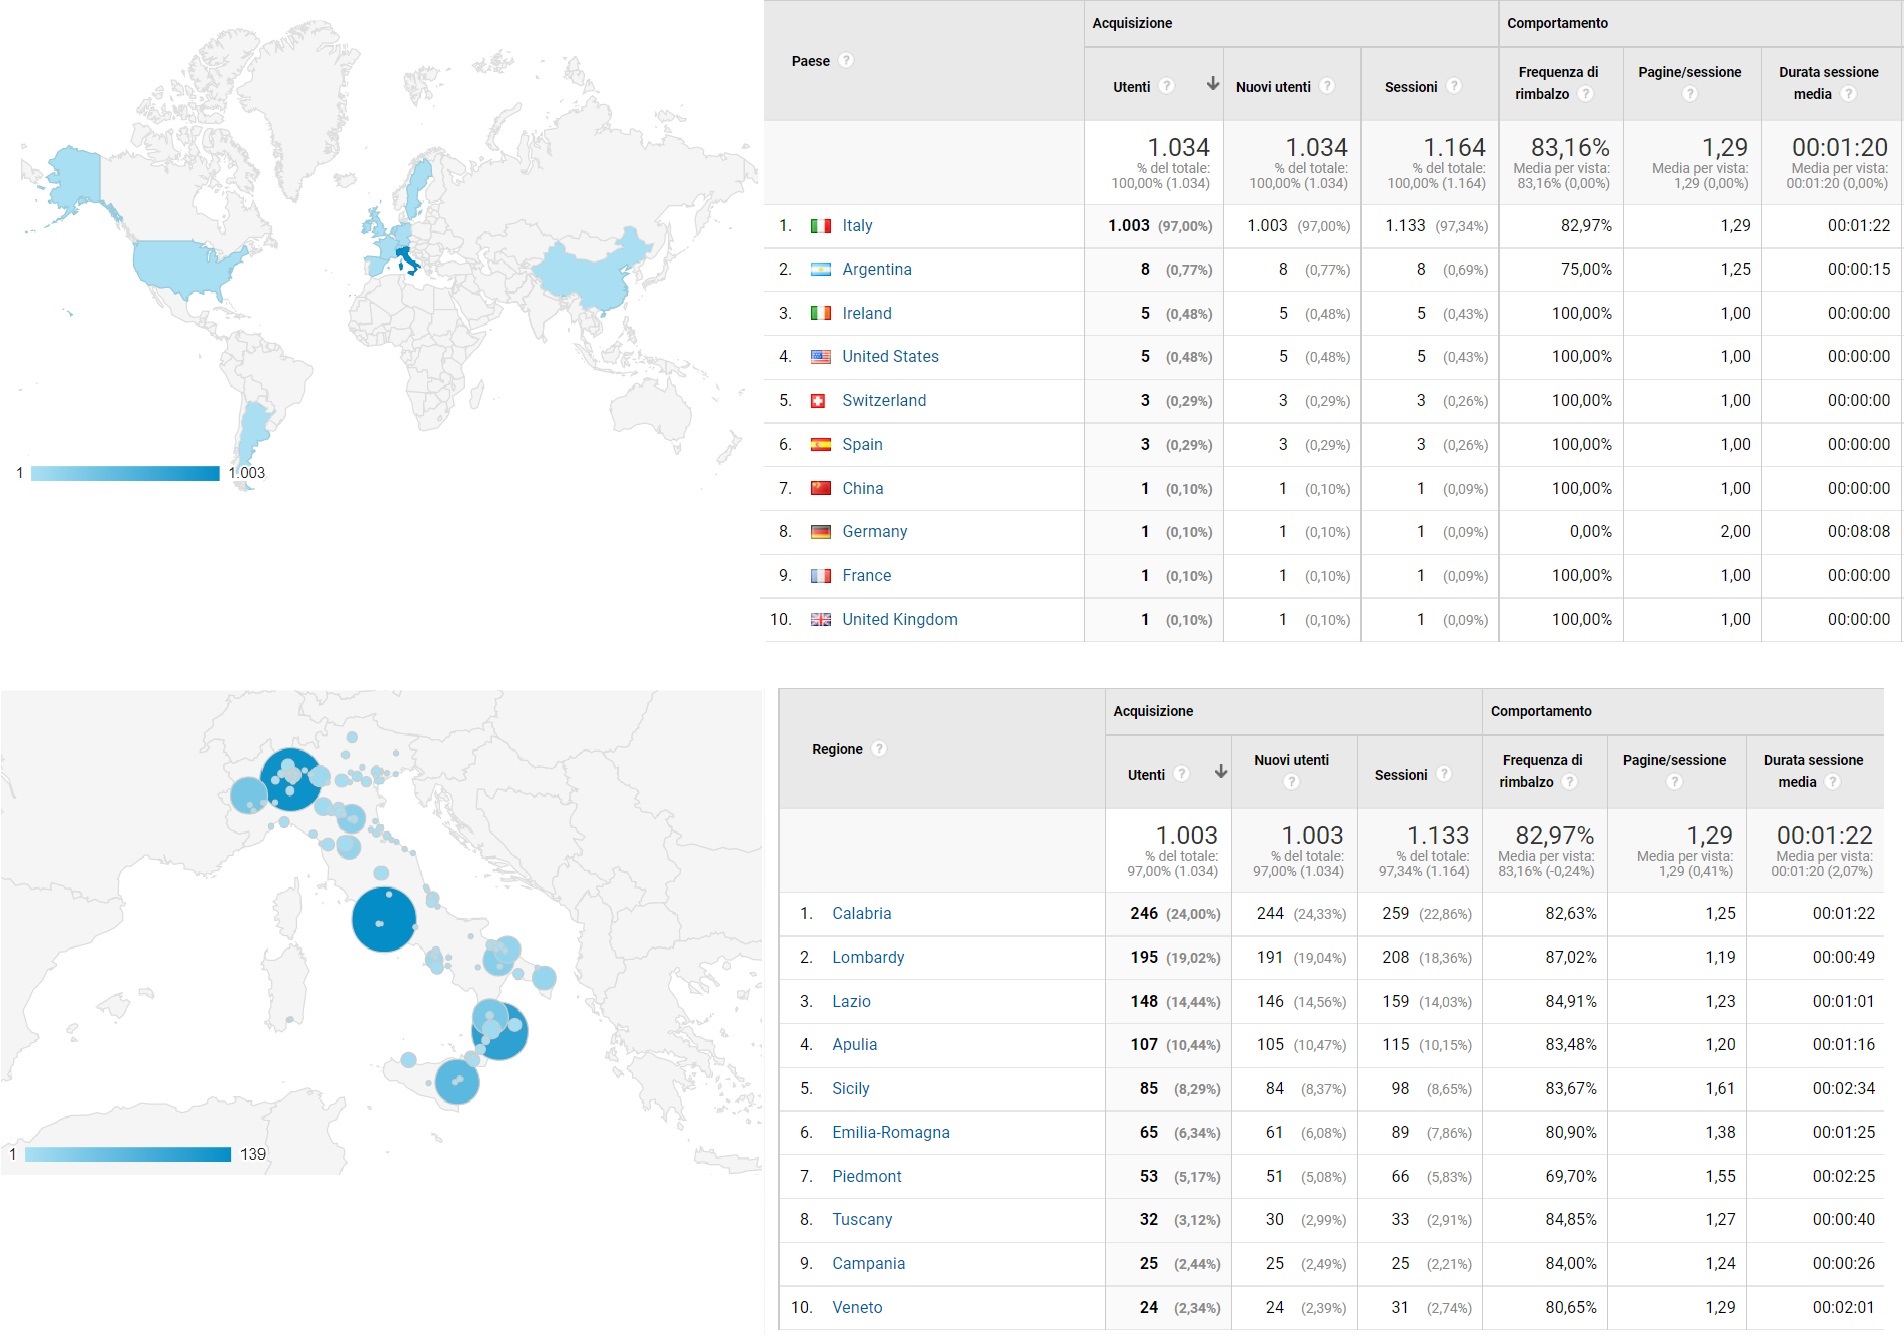 Paese
Acquisizione
Comportamento
Utenti
Nuovi utenti
Sessioni
Frequenza di rimbalzo
Pagine/sessione
Durata sessione media
1.034
% del totale:
100,00% (1.034)
1.034
% del totale:
100,00% (1.034)
1.164
% del totale:
100,00% (1.164)
83,16%
Media per vista:
83,16% (0,00%)
1,29
Media per vista:
1,29 (0,00%)
00:01:20
Media per vista:
00:01:20 (0,00%)
1. Italy 1.003 (97,00%) 1.003 (97,00%) 1.133 (97,34%) 82,97% 1,29 00:01:22
2. Argentina 8 (0,77%) 8 (0,77%) 8 (0,69%) 75,00% 1,25 00:00:15
3. Ireland 5 (0,48%) 5 (0,48%) 5 (0,43%) 100,00% 1,00 00:00:00
4. United States 5 (0,48%) 5 (0,48%) 5 (0,43%) 100,00% 1,00 00:00:00
5. Switzerland 3 (0,29%) 3 (0,29%) 3 (0,26%) 100,00% 1,00 00:00:00
6. Spain 3 (0,29%) 3 (0,29%) 3 (0,26%) 100,00% 1,00 00:00:00
7. China 1 (0,10%) 1 (0,10%) 1 (0,09%) 100,00% 1,00 00:00:00
8. Germany 1 (0,10%) 1 (0,10%) 1 (0,09%) 0,00% 2,00 00:08:08
9. France 1 (0,10%) 1 (0,10%) 1 (0,09%) 100,00% 1,00 00:00:00
10. United Kingdom 1 (0,10%) 1 (0,10%) 1 (0,09%) 100,00% 1,00 00:00:00
1 1.003
Regione
Acquisizione
Comportamento
Utenti
Nuovi utenti
Sessioni
Frequenza di rimbalzo
Pagine/sessione
Durata sessione media
1.003
% del totale:
97,00% (1.034)
1.003
% del totale:
97,00% (1.034)
1.133
% del totale:
97,34% (1.164)
82,97%
Media per vista:
83,16% (-0,24%)
1,29
Media per vista:
1,29 (0,41%)
00:01:22
Media per vista:
00:01:20 (2,07%)
1. Calabria 246 (24,00%) 244 (24,33%) 259 (22,86%) 82,63% 1,25 00:01:22
2. Lombardy 195 (19,02%) 191 (19,04%) 208 (18,36%) 87,02% 1,19 00:00:49
3. Lazio 148 (14,44%) 146 (14,56%) 159 (14,03%) 84,91% 1,23 00:01:01
4. Apulia 107 (10,44%) 105 (10,47%) 115 (10,15%) 83,48% 1,20 00:01:16
5. Sicily 85 (8,29%) 84 (8,37%) 98 (8,65%) 83,67% 1,61 00:02:34
6. Emilia-Romagna 65 (6,34%) 61 (6,08%) 89 (7,86%) 80,90% 1,38 00:01:25
7. Piedmont 53 (5,17%) 51 (5,08%) 66 (5,83%) 69,70% 1,55 00:02:25
8. Tuscany 32 (3,12%) 30 (2,99%) 33 (2,91%) 84,85% 1,27 00:00:40
9. Campania 25 (2,44%) 25 (2,49%) 25 (2,21%) 84,00% 1,24 00:00:26
10. Veneto 24 (2,34%) 24 (2,39%) 31 (2,74%) 80,65% 1,29 00:02:01
1 139